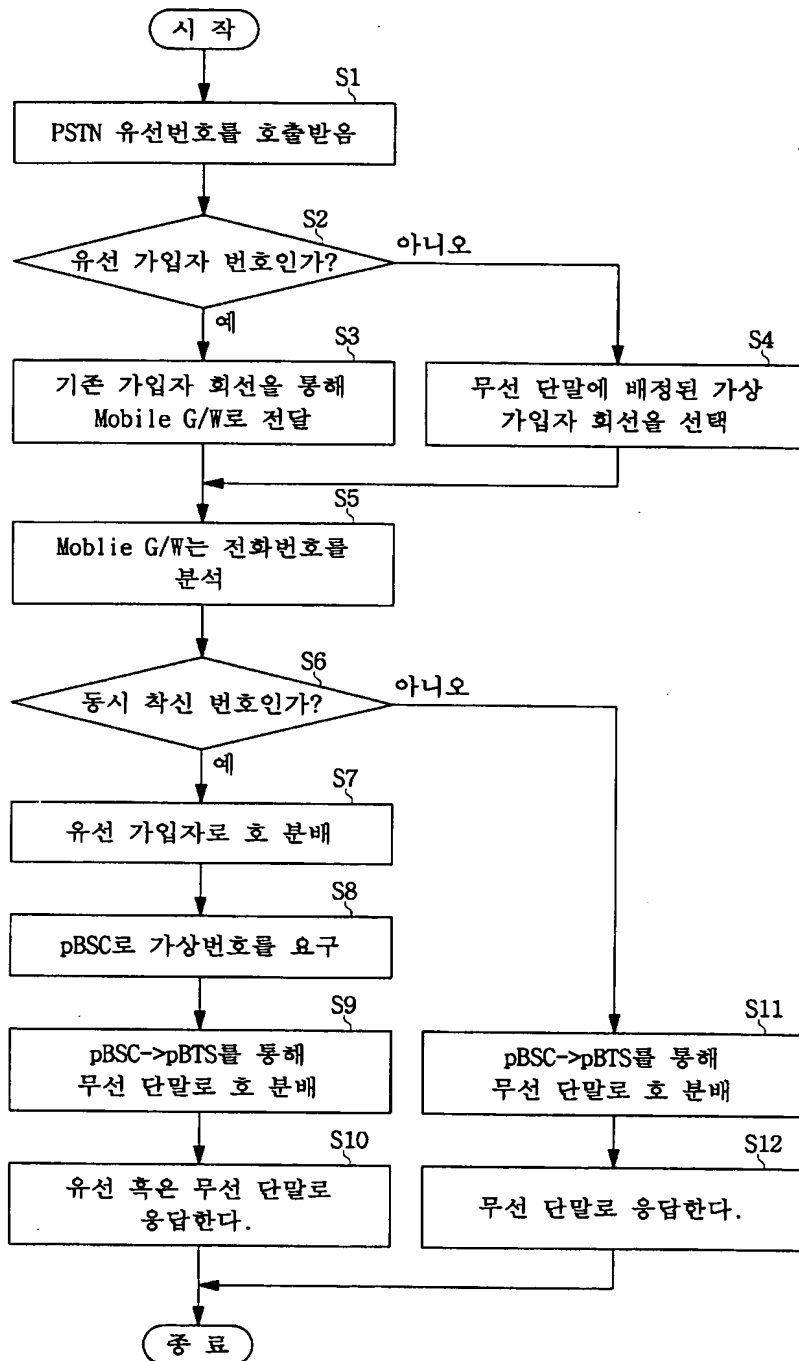 시 작
S1
PSTN 유선번호를 호출받음
S2
유선 가입자 번호인가?
아니오
예
S3
기존 가입자 회선을 통해
Mobile G/W로 전달
S4
무선 단말에 배정된 가상
가입자 회선을 선택
S5
Moblie G/W는 전화번호를
분석
S6
동시 착신 번호인가?
아니오
예
S7
유선 가입자로 호 분배
S8
pBSC로 가상번호를 요구
S9
pBSC->pBTS를 통해
무선 단말로 호 분배
S11
pBSC->pBTS를 통해
무선 단말로 호 분배
S10
유선 혹은 무선 단말로
응답한다.
S12
무선 단말로 응답한다.
종 료